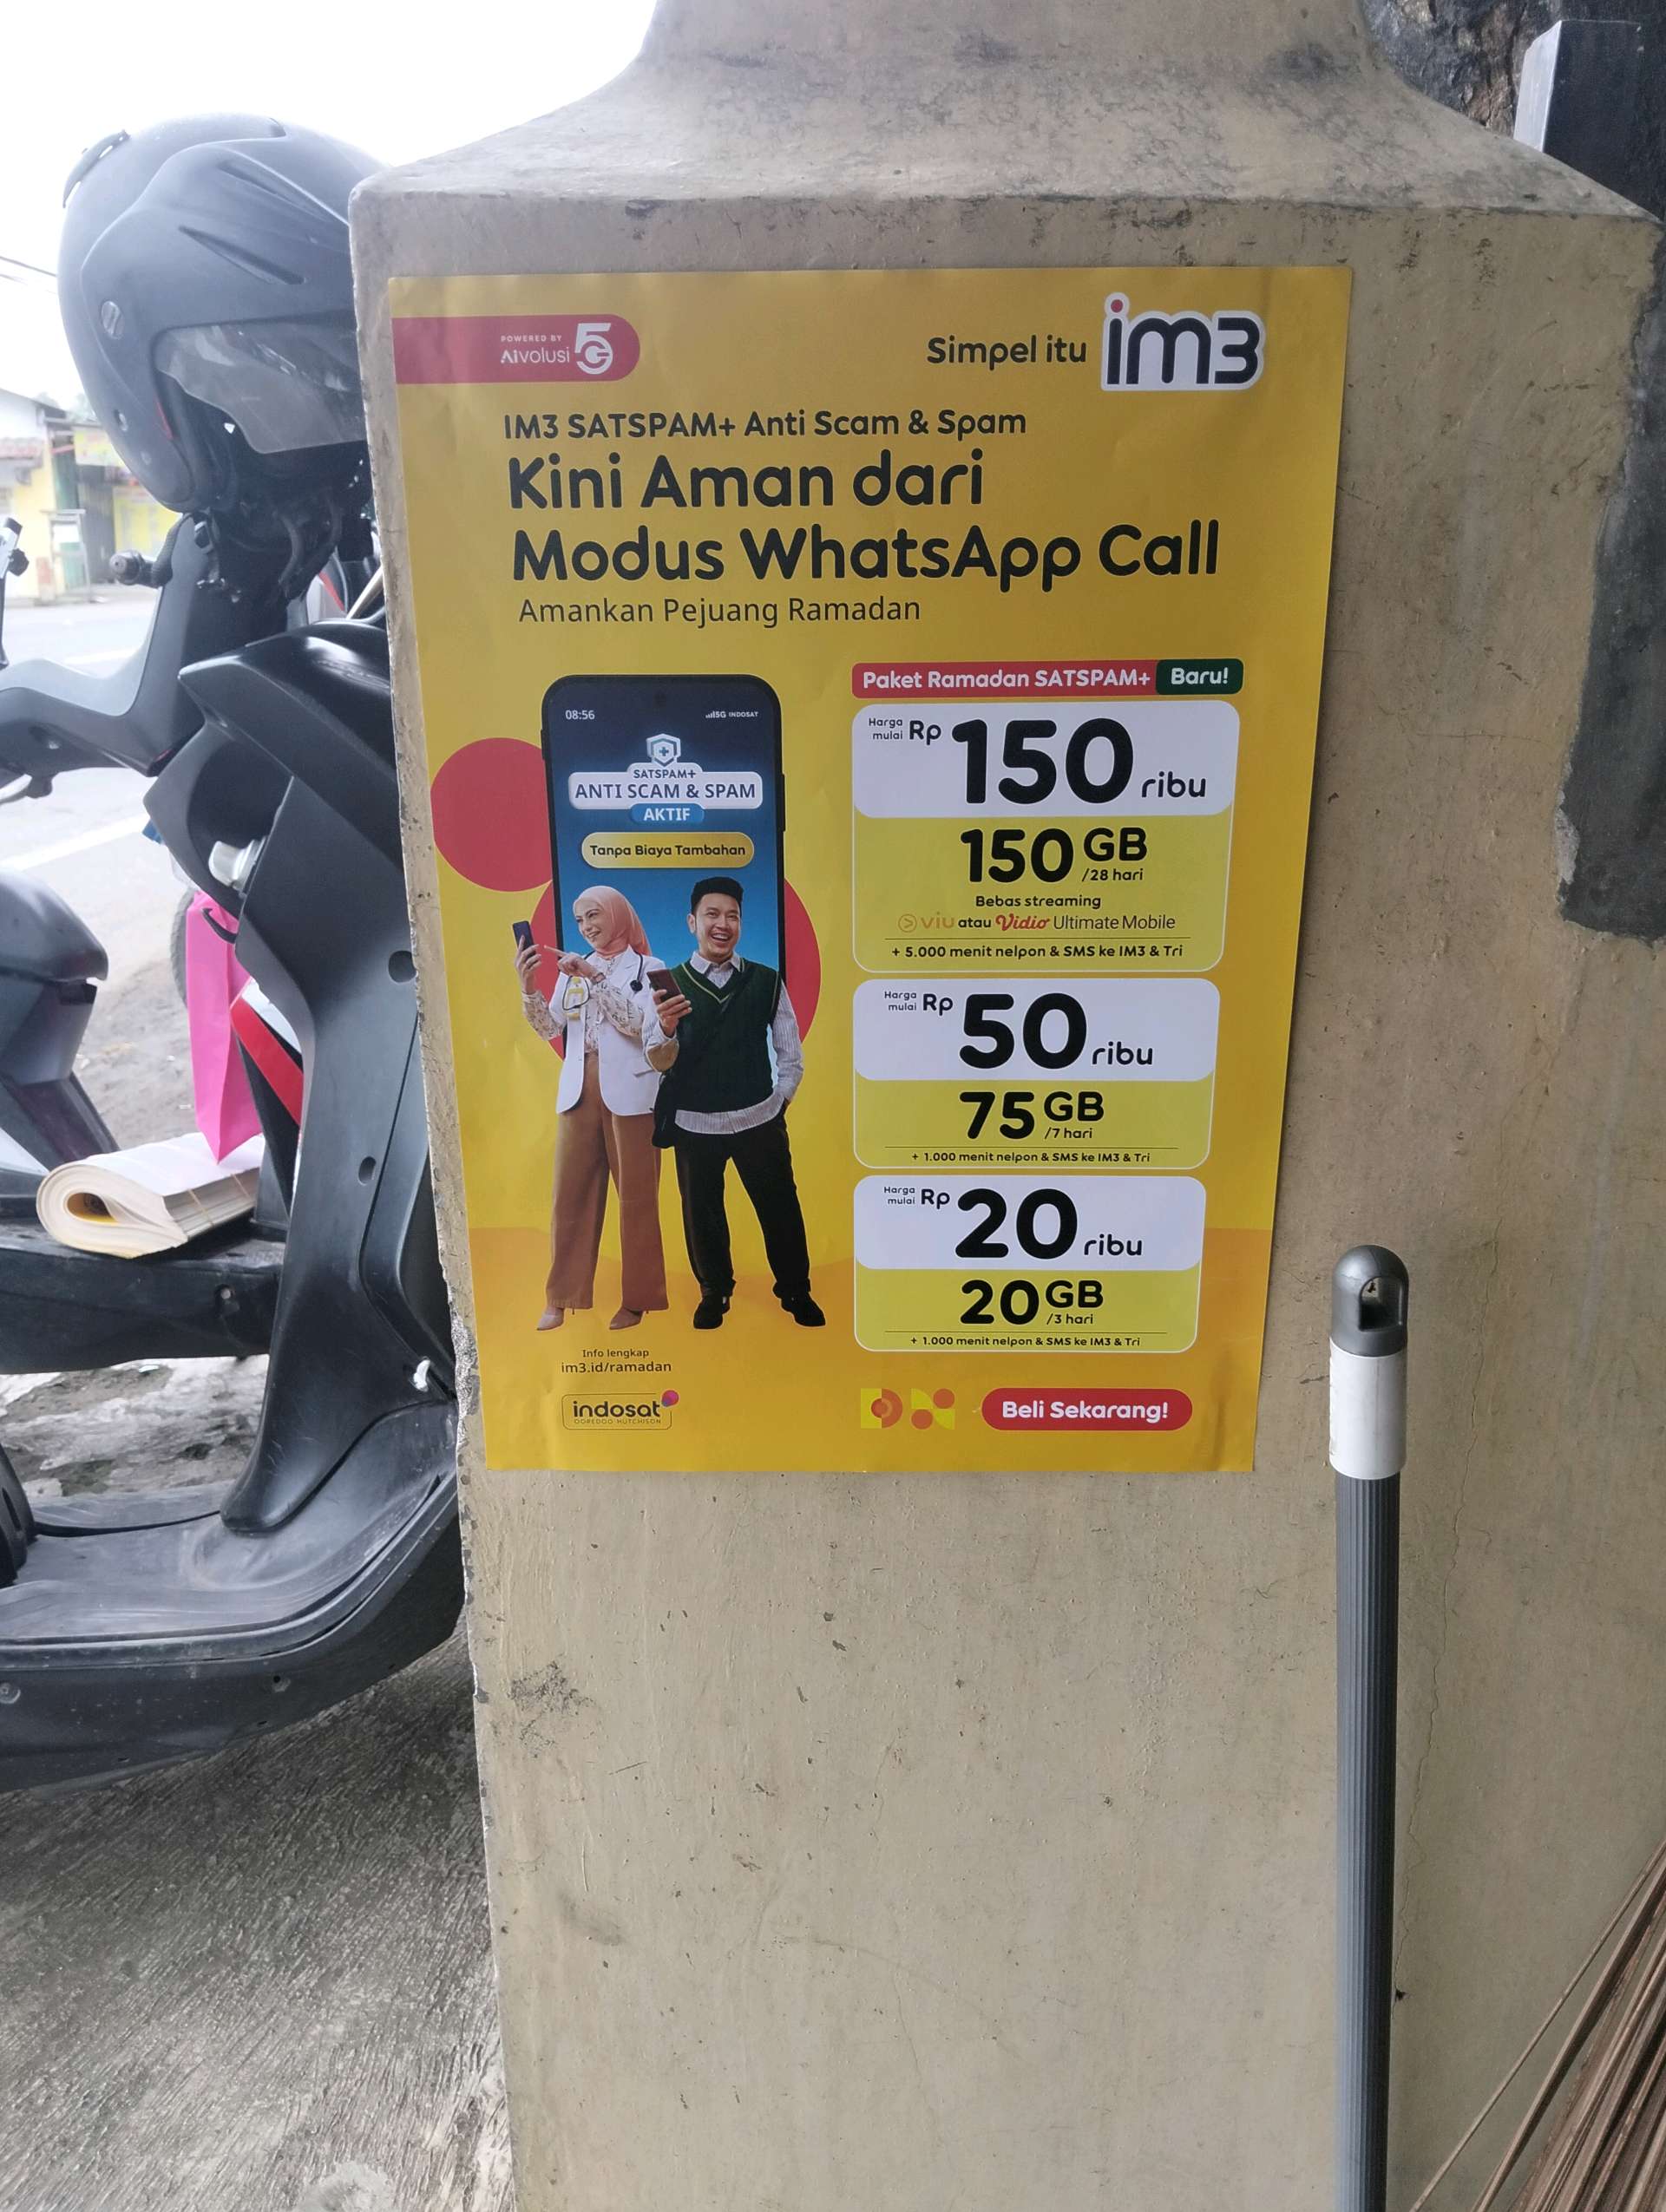 POWERED BY
AIvolusi 5G
Simpel itu im3
IM3 SATSPAM+ Anti Scam & Spam
Kini Aman dari
Modus WhatsApp Call
Amankan Pejuang Ramadan
08:56
5G INDOSAT
SATSPAM+
ANTI SCAM & SPAM
AKTIF
Tanpa Biaya Tambahan
Paket Ramadan SATSPAM+ Baru!
Harga
mulai Rp 150 ribu
150 GB
/28 hari
Bebas streaming
viu atau Vidio Ultimate Mobile
+ 5.000 menit nelpon & SMS ke IM3 & Tri
Harga
mulai Rp 50 ribu
75 GB
/7 hari
+ 1.000 menit nelpon & SMS ke IM3 & Tri
Harga
mulai Rp 20 ribu
20 GB
/3 hari
+ 1.000 menit nelpon & SMS ke IM3 & Tri
Info lengkap
im3.id/ramadan
indosat
OOREDOO HUTCHISON
Beli Sekarang!